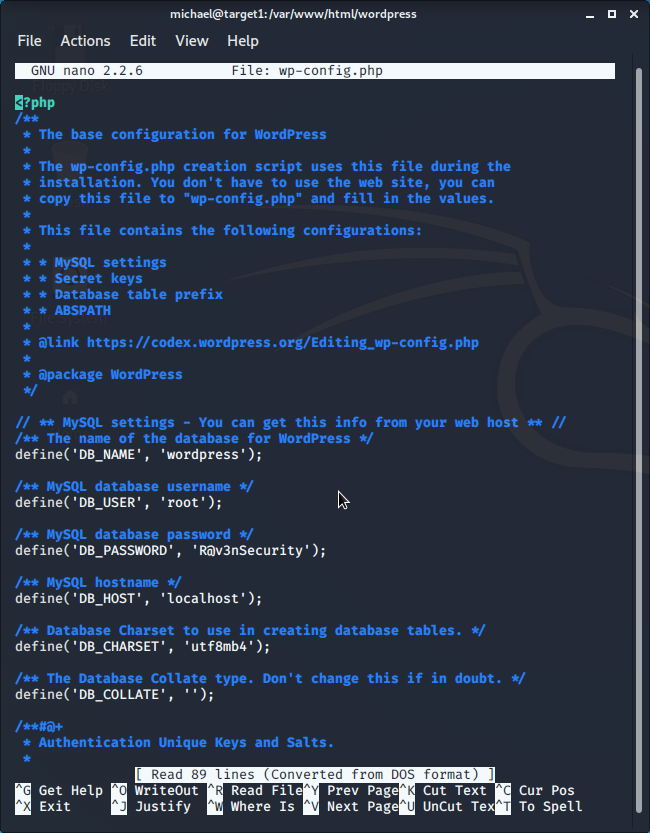 michael@target1:/var/www/html/wordpress
File Actions Edit View Help
GNU nano 2.2.6 File: wp-config.php
<?php
/**
 * The base configuration for WordPress
 *
 * The wp-config.php creation script uses this file during the
 * installation. You don't have to use the web site, you can
 * copy this file to "wp-config.php" and fill in the values.
 *
 * This file contains the following configurations:
 *
 * * MySQL settings
 * * Secret keys
 * * Database table prefix
 * * ABSPATH
 *
 * @link https://codex.wordpress.org/Editing_wp-config.php
 *
 * @package WordPress
 */
// ** MySQL settings - You can get this info from your web host ** //
/** The name of the database for WordPress */
define('DB_NAME', 'wordpress');
/** MySQL database username */
define('DB_USER', 'root');
/** MySQL database password */
define('DB_PASSWORD', 'R@v3nSecurity');
/** MySQL hostname */
define('DB_HOST', 'localhost');
/** Database Charset to use in creating database tables. */
define('DB_CHARSET', 'utf8mb4');
/** The Database Collate type. Don't change this if in doubt. */
define('DB_COLLATE', '');
/**#@+
 * Authentication Unique Keys and Salts.
 *
[ Read 89 lines (Converted from DOS format) ]
^G Get Help ^O WriteOut ^R Read File ^Y Prev Page ^K Cut Text ^C Cur Pos
^X Exit ^J Justify ^W Where Is ^V Next Page ^U UnCut Tex ^T To Spell